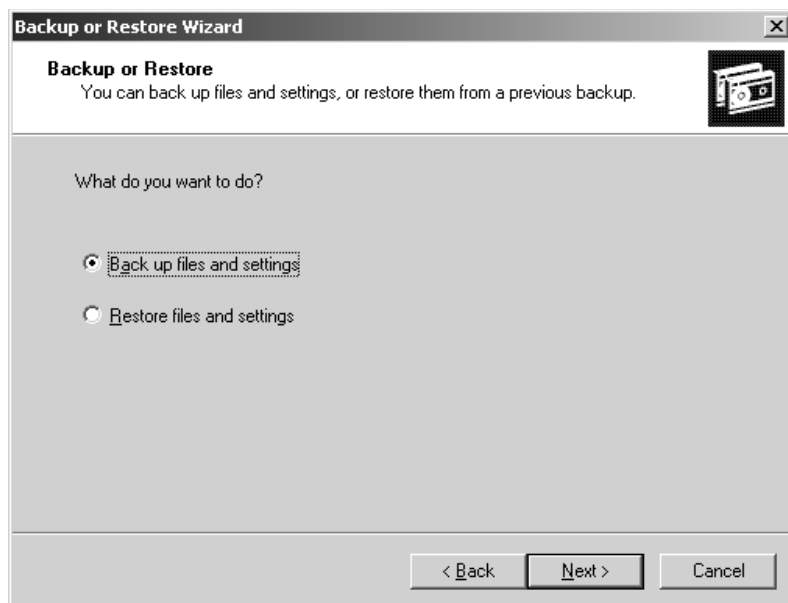 Backup or Restore Wizard
Backup or Restore
You can back up files and settings, or restore them from a previous backup.
What do you want to do?
Back up files and settings
Restore files and settings
< Back
Next >
Cancel